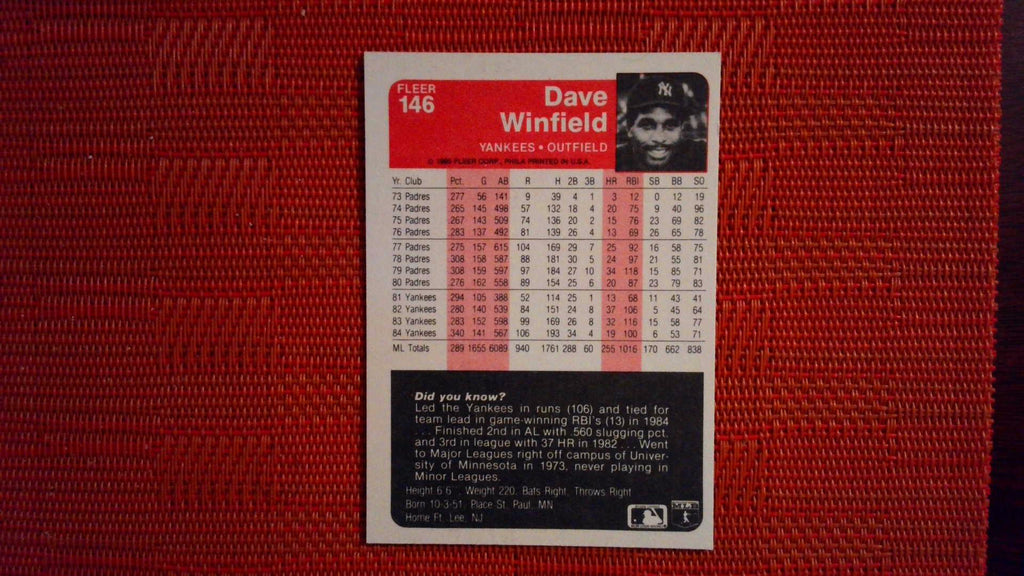 FLEER
146
Dave
Winfield
YANKEES • OUTFIELD
© 1985 FLEER CORP., PHILA PRINTED IN U.S.A.
Yr. Club Pct. G AB R H 2B 3B HR RBI SB BB SO
73 Padres 277 56 141 9 39 4 1 3 12 0 12 19
74 Padres 265 145 498 57 132 18 4 20 75 9 40 96
75 Padres 267 143 509 74 136 20 2 15 76 23 69 82
76 Padres 283 137 492 81 139 26 4 13 69 26 65 78
77 Padres 275 157 615 104 169 29 7 25 92 16 58 75
78 Padres 308 158 587 88 181 30 5 24 97 21 55 81
79 Padres 308 159 597 97 184 27 10 34 118 15 85 71
80 Padres 276 162 558 89 154 25 6 20 87 23 79 83
81 Yankees 294 105 388 52 114 25 1 13 68 11 43 41
82 Yankees 280 140 539 84 151 24 8 37 106 5 45 64
83 Yankees 283 152 598 99 169 26 8 32 116 15 58 77
84 Yankees 340 141 567 106 193 34 4 19 100 6 53 71
ML Totals 289 1655 6089 940 1761 288 60 255 1016 170 662 838
Did you know?
Led the Yankees in runs (106) and tied for
team lead in game-winning RBI's (13) in 1984
. . . Finished 2nd in AL with .560 slugging pct.
and 3rd in league with 37 HR in 1982 . . . Went
to Major Leagues right off campus of Univer-
sity of Minnesota in 1973, never playing in
Minor Leagues.
Height 6'6", Weight 220, Bats Right, Throws Right
Born 10-3-51, Place St. Paul, MN
Home Ft. Lee, NJ